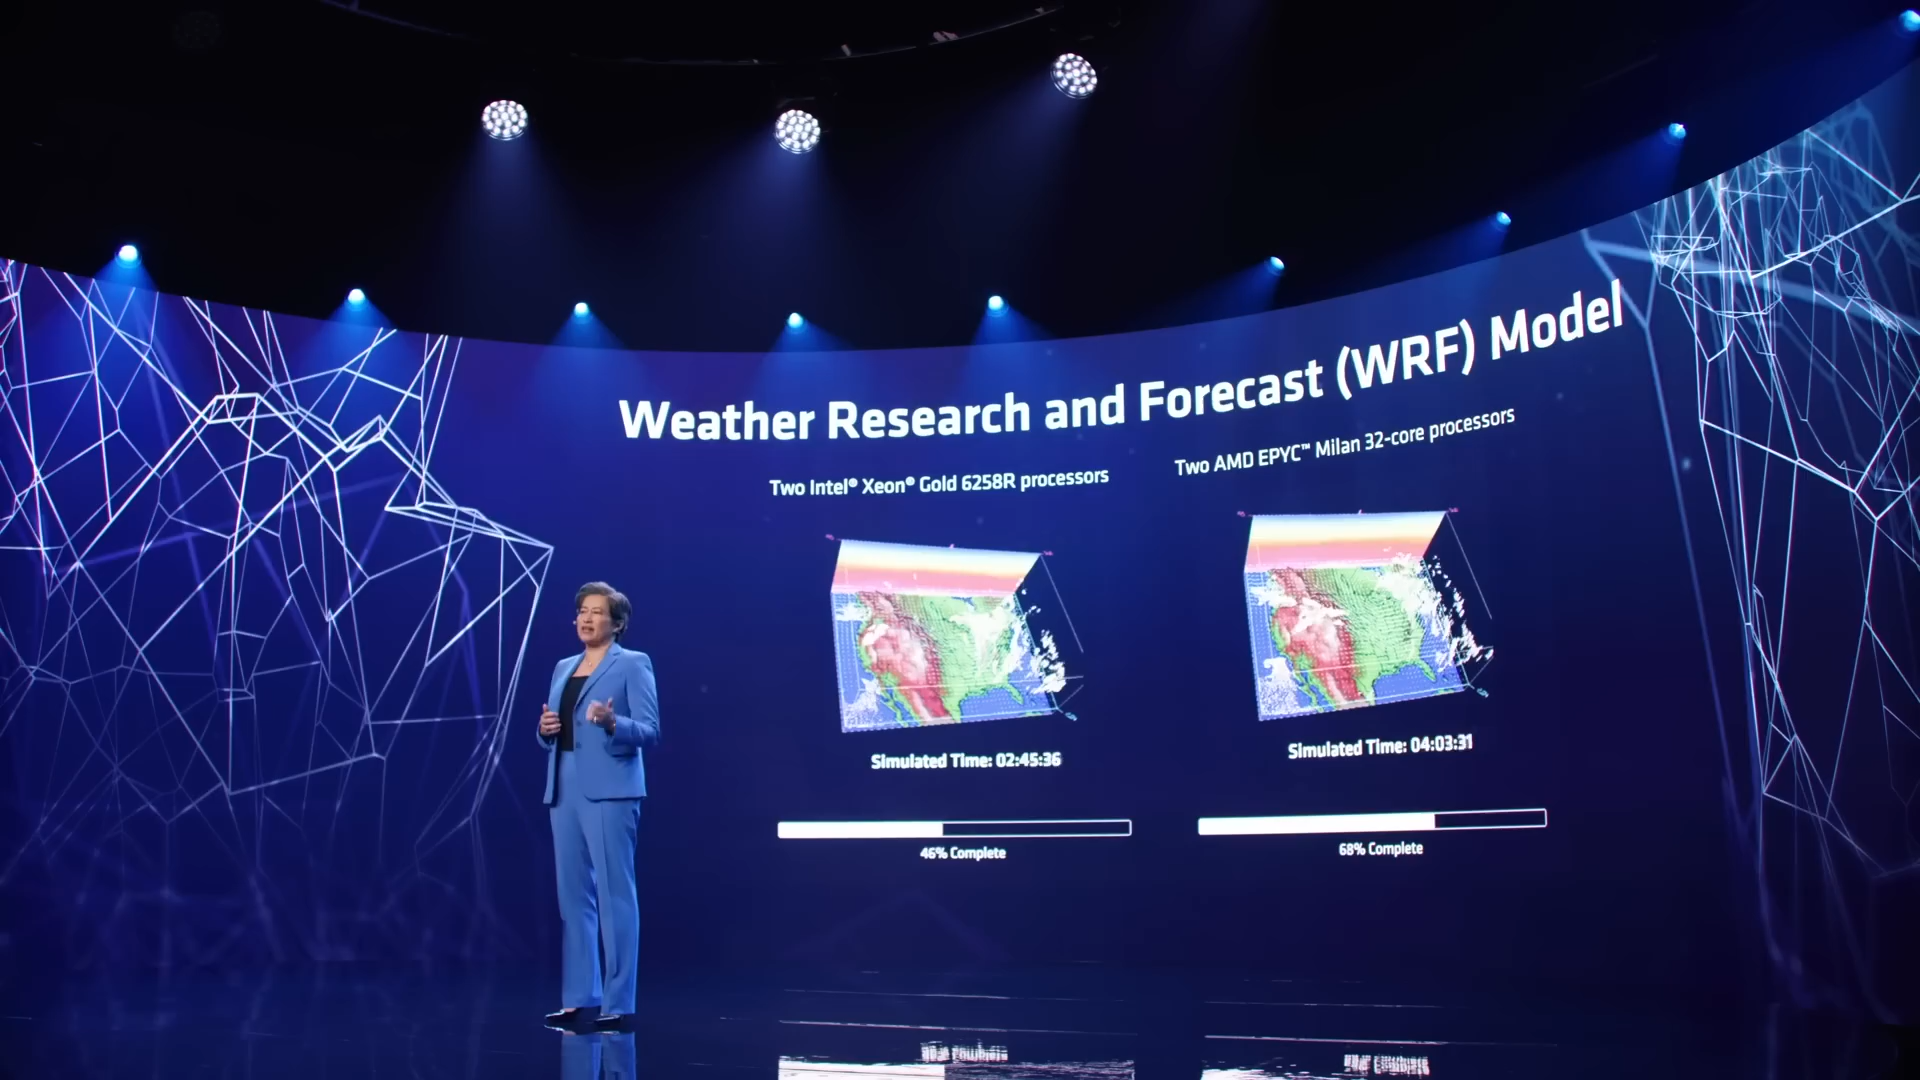 Weather Research and Forecast (WRF) Model
Two Intel® Xeon® Gold 6258R processors
Two AMD EPYC™ Milan 32-core processors
Simulated Time: 02:45:36
Simulated Time: 04:03:31
46% Complete
68% Complete